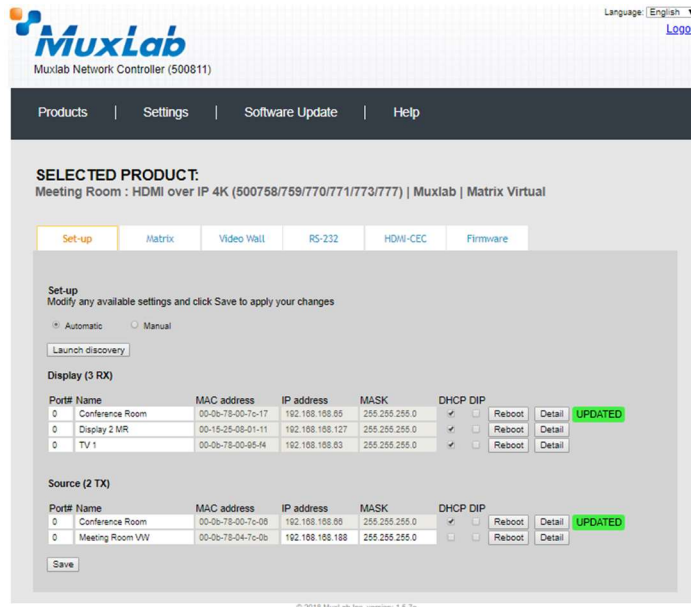 Language: English
Logo
MuxLab
Muxlab Network Controller (500811)
Products | Settings | Software Update | Help
SELECTED PRODUCT:
Meeting Room : HDMI over IP 4K (500758/759/770/771/773/777) | Muxlab | Matrix Virtual
Set-up Matrix Video Wall RS-232 HDMI-CEC Firmware
Set-up
Modify any available settings and click Save to apply your changes
Automatic Manual
Launch discovery
Display (3 RX)
Port# Name MAC address IP address MASK DHCP DIP
0 Conference Room 00-0b-78-00-7c-17 192.168.168.65 255.255.255.0 Reboot Detail UPDATED
0 Display 2 MR 00-15-25-08-01-11 192.168.168.127 255.255.255.0 Reboot Detail
0 TV 1 00-0b-78-00-95-f4 192.168.168.63 255.255.255.0 Reboot Detail
Source (2 TX)
Port# Name MAC address IP address MASK DHCP DIP
0 Conference Room 00-0b-78-00-7c-06 192.168.168.66 255.255.255.0 Reboot Detail UPDATED
0 Meeting Room VW 00-0b-78-04-7c-0b 192.168.168.188 255.255.255.0 Reboot Detail
Save